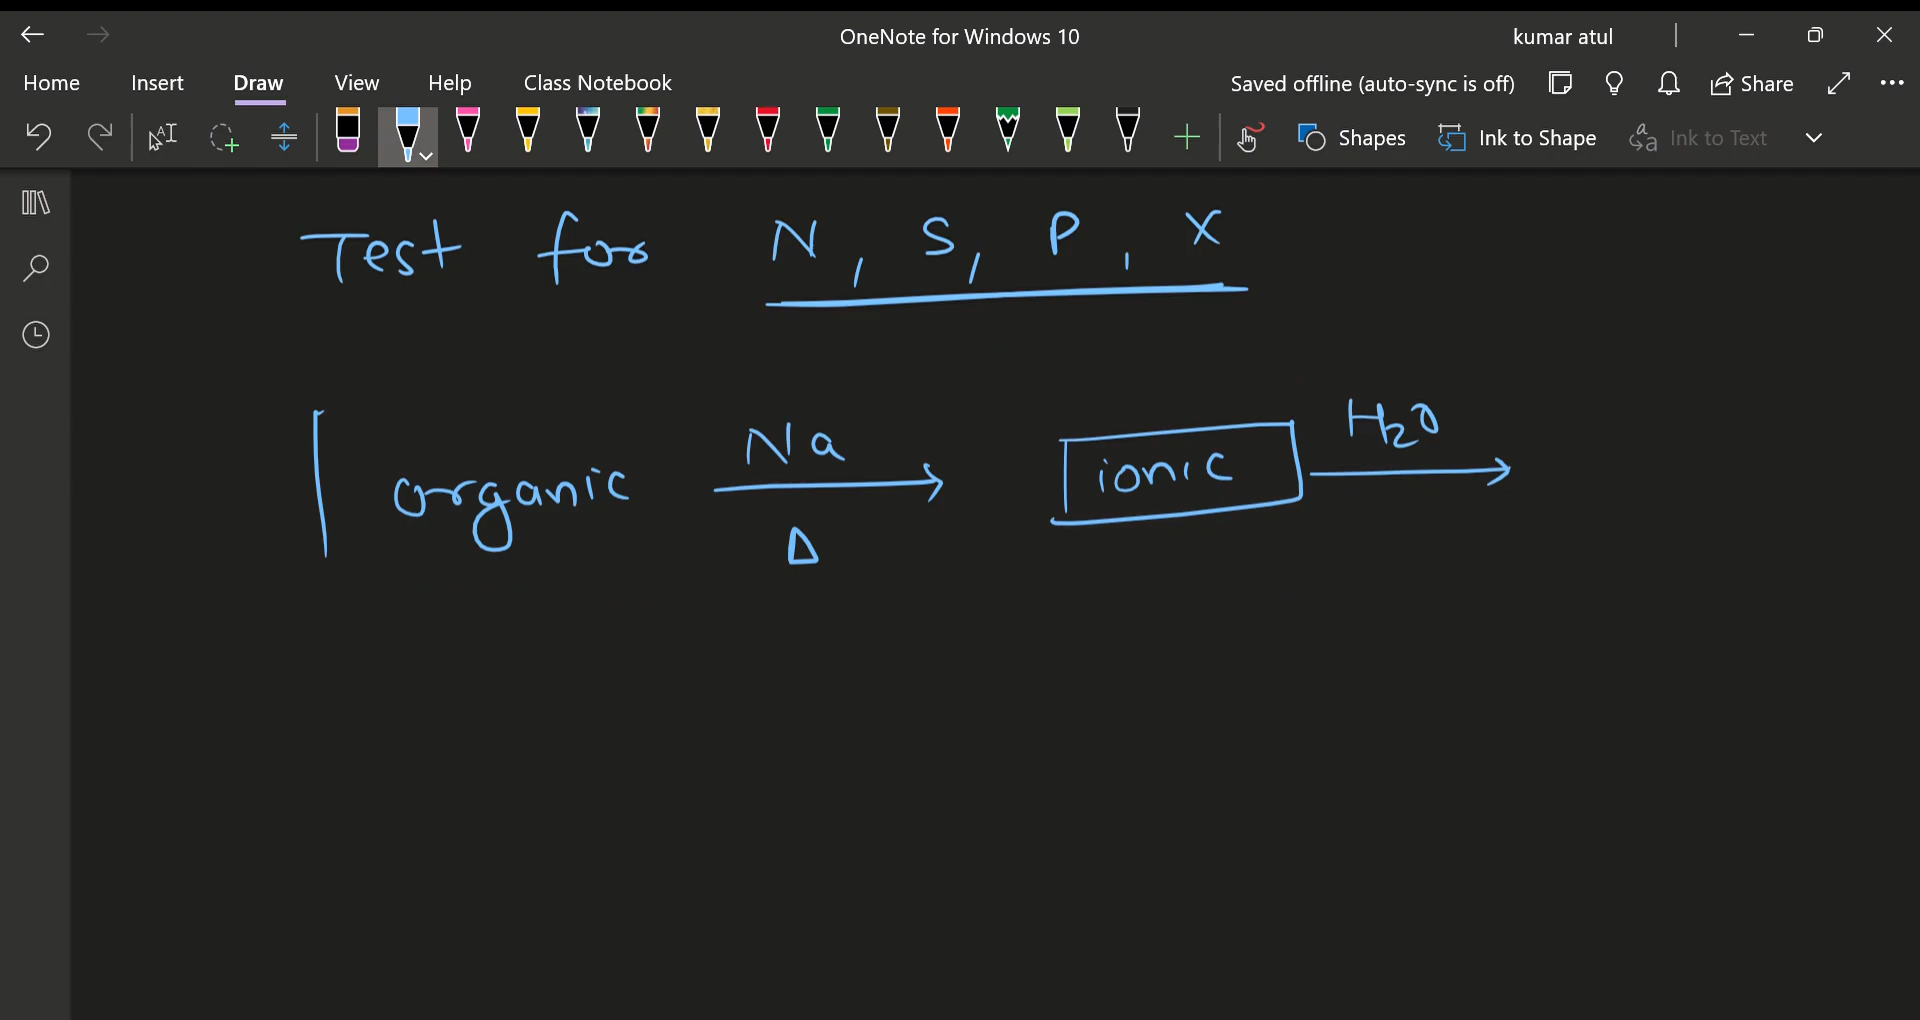 OneNote for Windows 10
kumar atul
Home Insert Draw View Help Class Notebook
Saved offline (auto-sync is off) Share
Shapes Ink to Shape Ink to Text
Test for N, S, P, X
organic Na Δ ionic H2O